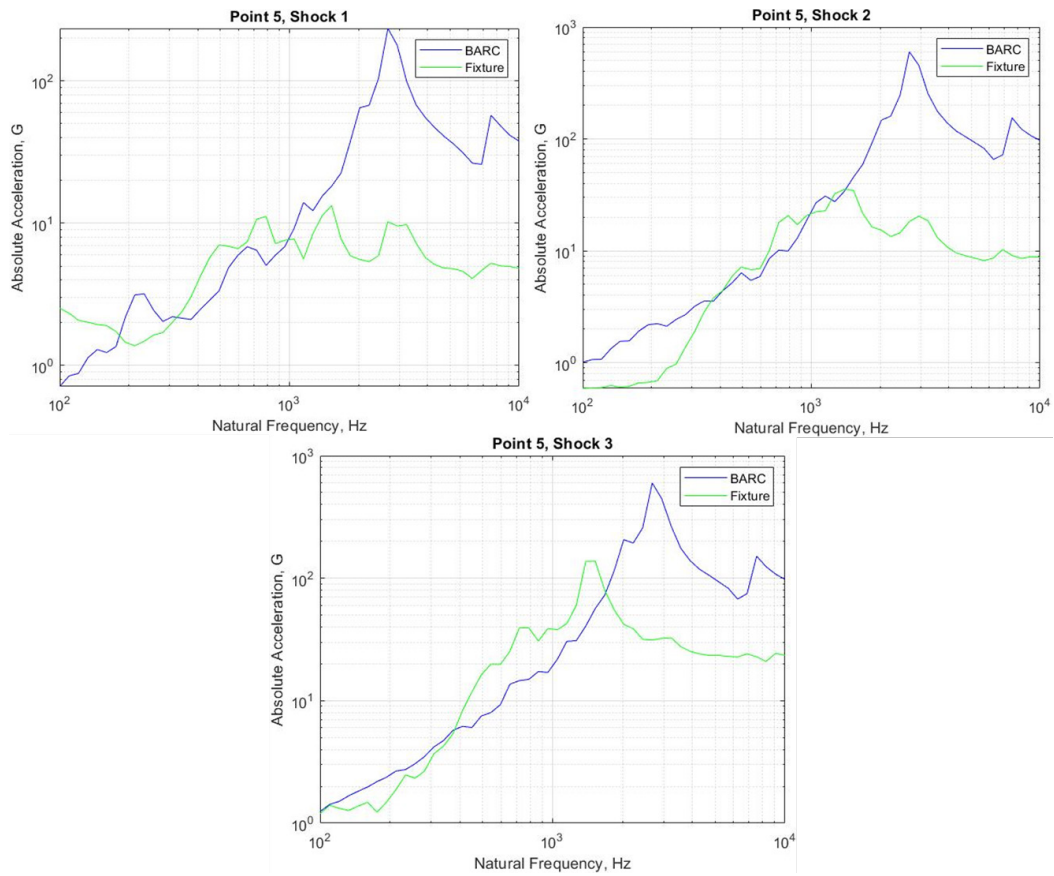 Point 5, Shock 1
BARC
Fixture
Absolute Acceleration, G
10^2
10^1
10^0
10^2
10^3
10^4
Natural Frequency, Hz
Point 5, Shock 2
BARC
Fixture
Absolute Acceleration, G
10^3
10^2
10^1
10^0
10^2
10^3
10^4
Natural Frequency, Hz
Point 5, Shock 3
BARC
Fixture
Absolute Acceleration, G
10^3
10^2
10^1
10^0
10^2
10^3
10^4
Natural Frequency, Hz